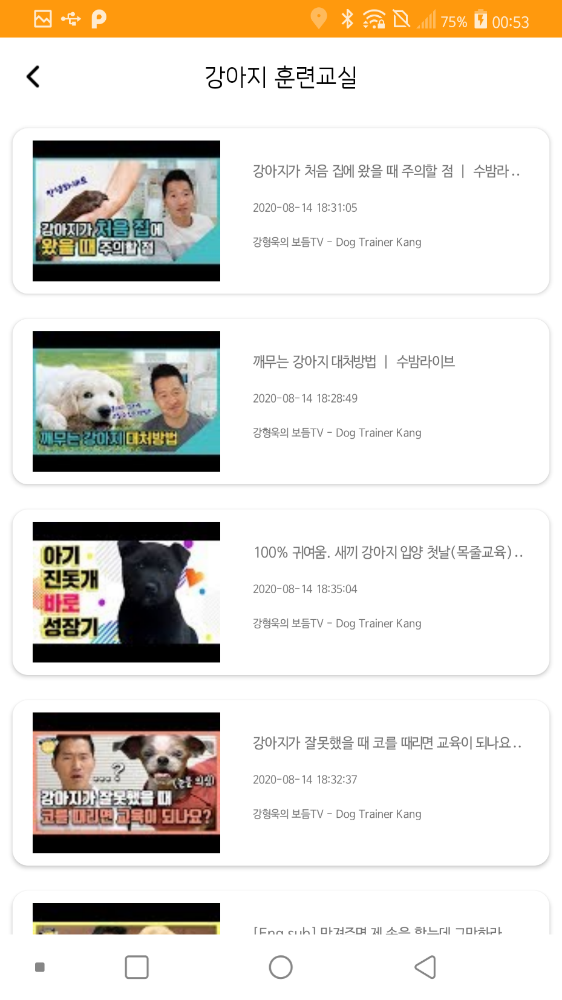 75% 00:53
강아지 훈련교실
안녕하세요
강아지가 처음 집에
왔을 때 주의할 점
강아지가 처음 집에 왔을 때 주의할 점 | 수밤라..
2020-08-14 18:31:05
강형욱의 보듬TV - Dog Trainer Kang
깨무는 강아지 대처방법
깨무는 강아지 대처방법 | 수밤라이브
2020-08-14 18:28:49
강형욱의 보듬TV - Dog Trainer Kang
아기
진돗개
바로
성장기
100% 귀여움. 새끼 강아지 입양 첫날(목줄교육)..
2020-08-14 18:35:04
강형욱의 보듬TV - Dog Trainer Kang
...?
(눈물 의심)
강아지가 잘못했을 때
코를 때리면 교육이 되나요?
강아지가 잘못했을 때 코를 때리면 교육이 되나요..
2020-08-14 18:32:37
강형욱의 보듬TV - Dog Trainer Kang
[Eng sub] 만져주면 제 손을 핥는데 그만하라